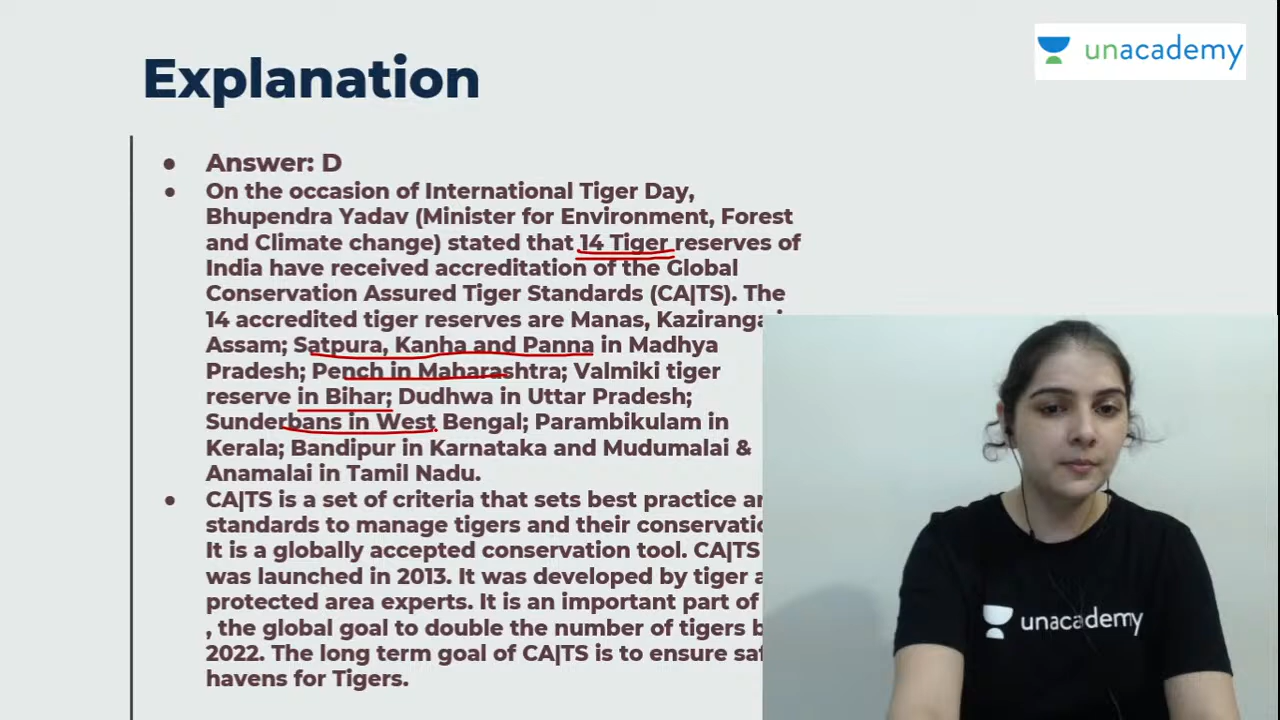 Explanation
unacademy
Answer: D
On the occasion of International Tiger Day,
Bhupendra Yadav (Minister for Environment, Forest
and Climate change) stated that 14 Tiger reserves of
India have received accreditation of the Global
Conservation Assured Tiger Standards (CA|TS). The
14 accredited tiger reserves are Manas, Kaziranga
Assam; Satpura, Kanha and Panna in Madhya
Pradesh; Pench in Maharashtra; Valmiki tiger
reserve in Bihar; Dudhwa in Uttar Pradesh;
Sunderbans in West Bengal; Parambikulam in
Kerala; Bandipur in Karnataka and Mudumalai &
Anamalai in Tamil Nadu.
CA|TS is a set of criteria that sets best practice
standards to manage tigers and their
It is a globally accepted conservation tool. CA|TS
was launched in 2013. It was developed by tiger
protected area experts. It is an important part of
, the global goal to double the number of tigers
2022. The long term goal of CA|TS is to ensure
havens for Tigers.
unacademy